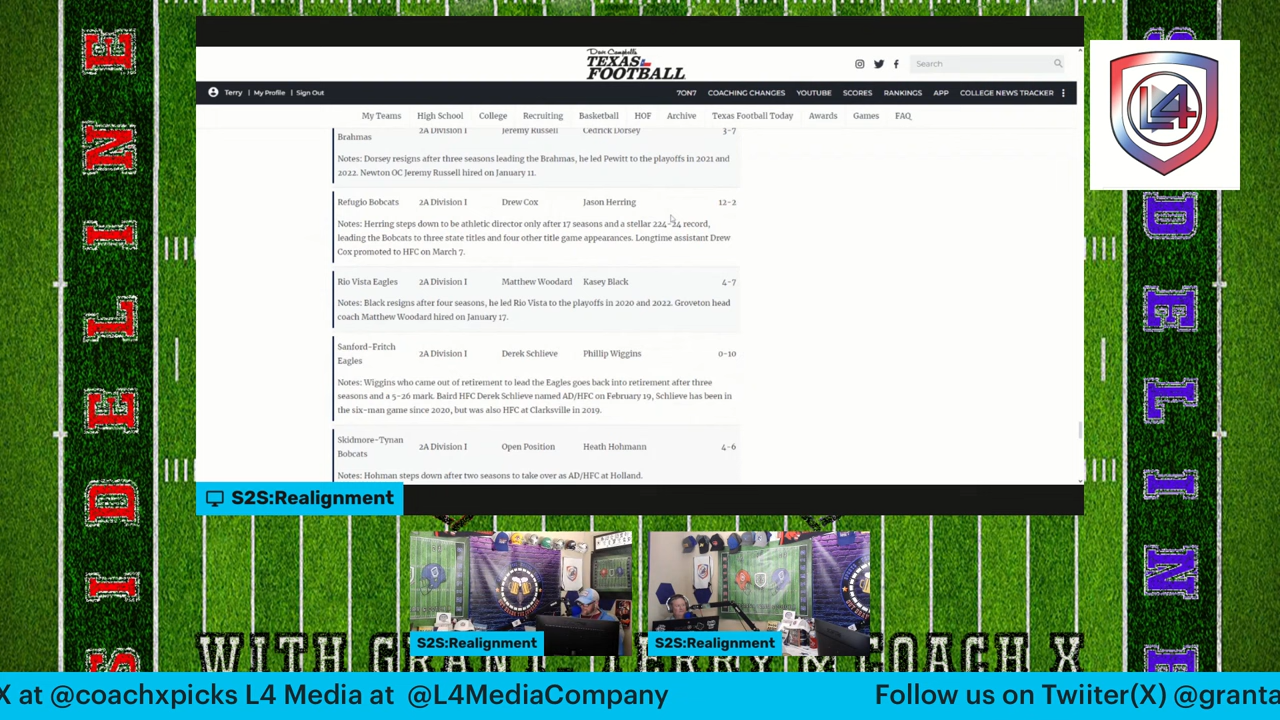 Dave Campbell's
TEXAS
FOOTBALL
Search
Terry | My Profile | Sign Out
7ON7 COACHING CHANGES YOUTUBE SCORES RANKINGS APP COLLEGE NEWS TRACKER
My Teams High School College Recruiting Basketball HOF Archive Texas Football Today Awards Games FAQ
Brahmas 2A Division I Jeremy Russell Cedrick Dorsey 3-7
Notes: Dorsey resigns after three seasons leading the Brahmas, he led Pewitt to the playoffs in 2021 and
2022. Newton OC Jeremy Russell hired on January 11.
Refugio Bobcats 2A Division I Drew Cox Jason Herring 12-2
Notes: Herring steps down to be athletic director only after 17 seasons and a stellar 224-24 record,
leading the Bobcats to three state titles and four other title game appearances. Longtime assistant Drew
Cox promoted to HFC on March 7.
Rio Vista Eagles 2A Division I Matthew Woodard Kasey Black 4-7
Notes: Black resigns after four seasons, he led Rio Vista to the playoffs in 2020 and 2022. Groveton head
coach Matthew Woodard hired on January 17.
Sanford-Fritch
Eagles 2A Division I Derek Schlieve Phillip Wiggins 0-10
Notes: Wiggins who came out of retirement to lead the Eagles goes back into retirement after three
seasons and a 5-26 mark. Baird HFC Derek Schlieve named AD/HFC on February 19, Schlieve has been in
the six-man game since 2020, but was also HFC at Clarksville in 2019.
Skidmore-Tynan
Bobcats 2A Division I Open Position Heath Hohmann 4-6
Notes: Hohman steps down after two seasons to take over as AD/HFC at Holland.
L4
SIDELINE
SIDELINE
S2S:Realignment
S2S:Realignment
S2S:Realignment
WITH GRANT, TERRY & COACH X
X at @coachxpicks L4 Media at @L4MediaCompany Follow us on Twiiter(X) @granta